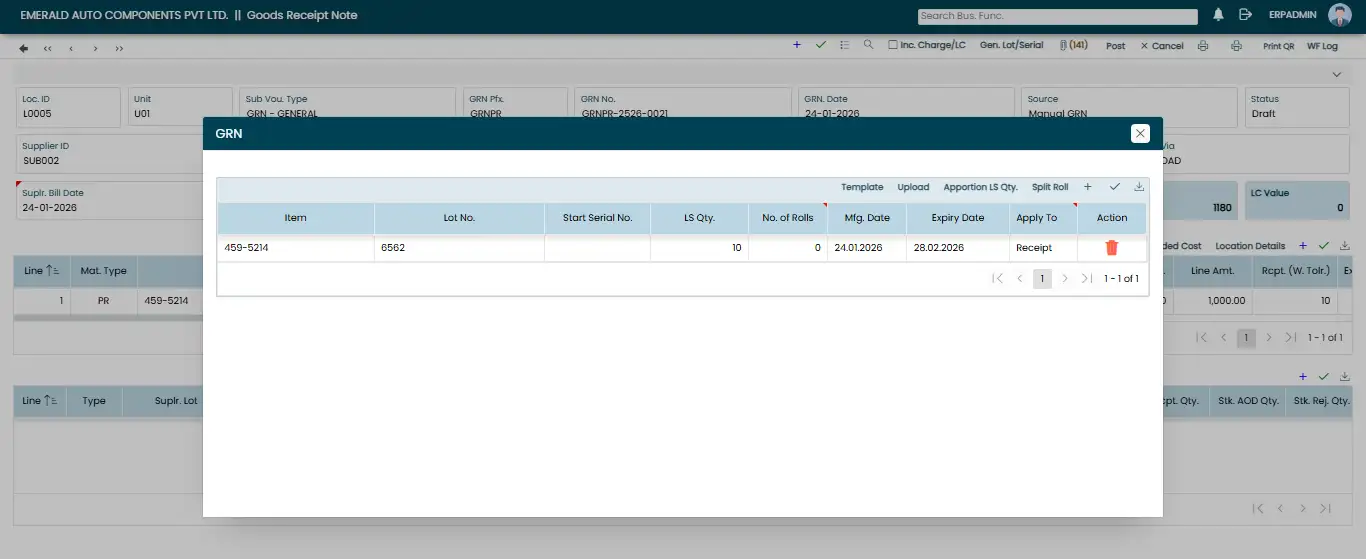 EMERALD AUTO COMPONENTS PVT LTD. || Goods Receipt Note
Search Bus. Func.
ERPADMIN
Inc. Charge/LC Gen. Lot/Serial (141) Post Cancel Print QR WF Log
Loc. ID Unit Sub Vou. Type GRN Pfx. GRN No. GRN. Date Source Status
L0005 U01 GRN - GENERAL GRNPR GRNPR-2526-0021 24-01-2026 Manual GRN Draft
GRN
Supplier ID Via
SUB002
Suplr. Bill Date LC Value
24-01-2026 1180 0
Template Upload Apportion LS Qty. Split Roll
Item Lot No. Start Serial No. LS Qty. No. of Rolls Mfg. Date Expiry Date Apply To Action
459-5214 6562 10 0 24.01.2026 28.02.2026 Receipt
1 1 - 1 of 1
Cost Location Details
Line Mat. Type Line Amt. Rcpt. (W. Tolr.)
1 PR 459-5214 1,000.00 10
1 1 - 1 of 1
Line Type Suplr. Lot Qty. Stk. AOD Qty. Stk. Rej. Qty.